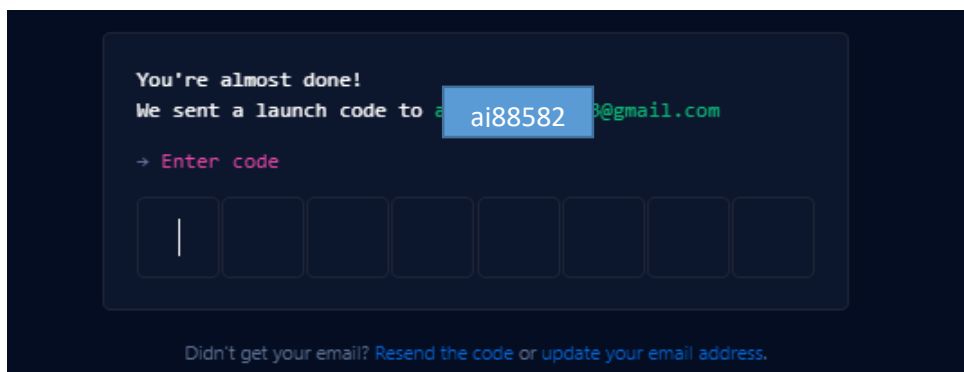 You're almost done!
We sent a launch code to a ai88582 3@gmail.com
→ Enter code
Didn't get your email? Resend the code or update your email address.